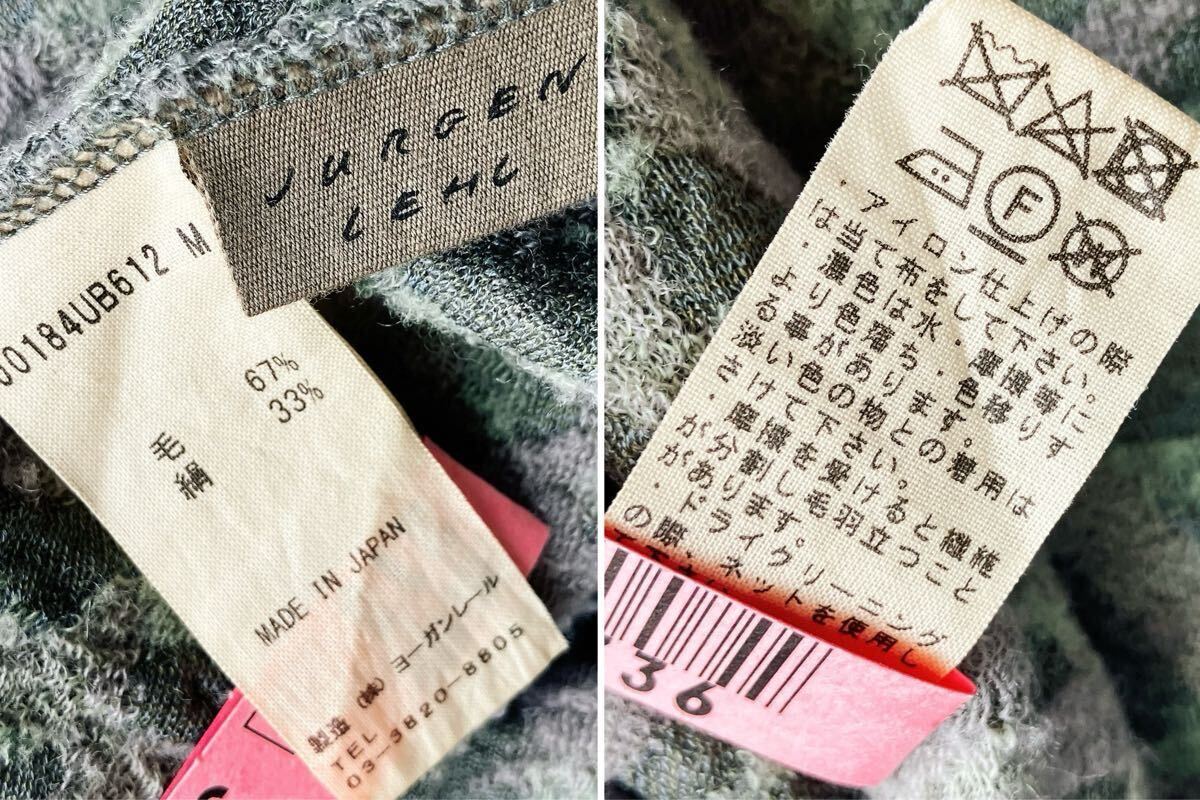 JURGEN
LEHL
00184UB612 M
67%
33%
毛
絹
MADE IN JAPAN
製造 (株) ヨーガンレール
TEL
03-3820-8805
F
・アイロン仕上げの際
は当て布をして下さい。
・濃色は水・摩擦等に
より色落ち・色移りす
る事があります。
淡い色の物との着用は
さけて下さい。
・摩擦を受けると繊維
が分割し毛羽立つこと
があります。
・ドライクリーニング
の際、ネットを使用し
36